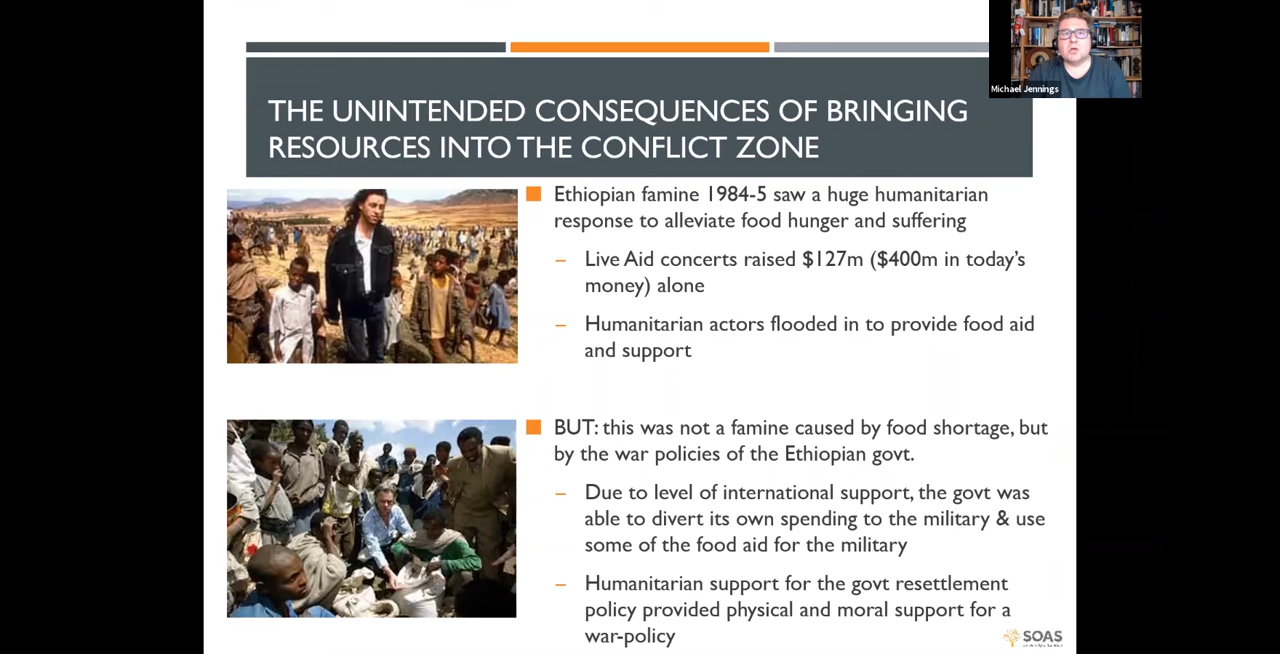 Michael Jennings
THE UNINTENDED CONSEQUENCES OF BRINGING
RESOURCES INTO THE CONFLICT ZONE
Ethiopian famine 1984-5 saw a huge humanitarian
response to alleviate food hunger and suffering
– Live Aid concerts raised $127m ($400m in today's
money) alone
– Humanitarian actors flooded in to provide food aid
and support
BUT: this was not a famine caused by food shortage, but
by the war policies of the Ethiopian govt.
– Due to level of international support, the govt was
able to divert its own spending to the military & use
some of the food aid for the military
– Humanitarian support for the govt resettlement
policy provided physical and moral support for a
war-policy
SOAS